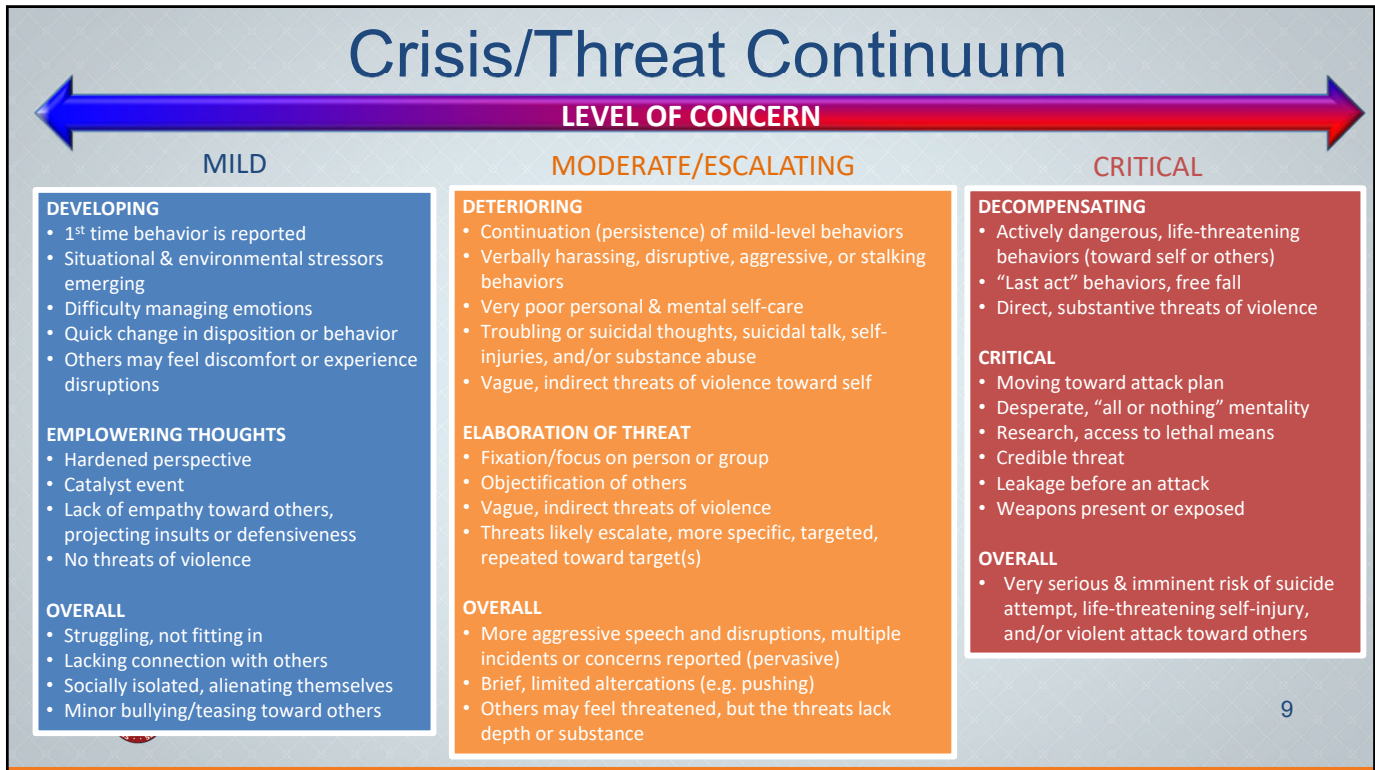 Crisis/Threat Continuum
LEVEL OF CONCERN
MILD
DEVELOPING
• 1st time behavior is reported
• Situational & environmental stressors
emerging
• Difficulty managing emotions
• Quick change in disposition or behavior
• Others may feel discomfort or experience
disruptions
EMPLOWERING THOUGHTS
• Hardened perspective
• Catalyst event
• Lack of empathy toward others,
projecting insults or defensiveness
• No threats of violence
OVERALL
• Struggling, not fitting in
• Lacking connection with others
• Socially isolated, alienating themselves
• Minor bullying/teasing toward others
MODERATE/ESCALATING
DETERIORING
• Continuation (persistence) of mild-level behaviors
• Verbally harassing, disruptive, aggressive, or stalking
behaviors
• Very poor personal & mental self-care
• Troubling or suicidal thoughts, suicidal talk, self-
injuries, and/or substance abuse
• Vague, indirect threats of violence toward self
ELABORATION OF THREAT
• Fixation/focus on person or group
• Objectification of others
• Vague, indirect threats of violence
• Threats likely escalate, more specific, targeted,
repeated toward target(s)
OVERALL
• More aggressive speech and disruptions, multiple
incidents or concerns reported (pervasive)
• Brief, limited altercations (e.g. pushing)
• Others may feel threatened, but the threats lack
depth or substance
CRITICAL
DECOMPENSATING
• Actively dangerous, life-threatening
behaviors (toward self or others)
• “Last act” behaviors, free fall
• Direct, substantive threats of violence
CRITICAL
• Moving toward attack plan
• Desperate, “all or nothing” mentality
• Research, access to lethal means
• Credible threat
• Leakage before an attack
• Weapons present or exposed
OVERALL
• Very serious & imminent risk of suicide
attempt, life-threatening self-injury,
and/or violent attack toward others
9